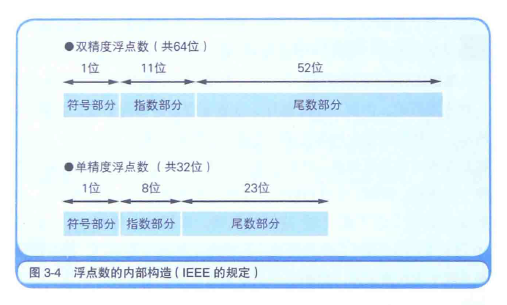 ●双精度浮点数（共64位）
1位 11位 52位
符号部分 指数部分 尾数部分
●单精度浮点数（共32位）
1位 8位 23位
符号部分 指数部分 尾数部分
图 3-4 浮点数的内部构造（IEEE 的规定）